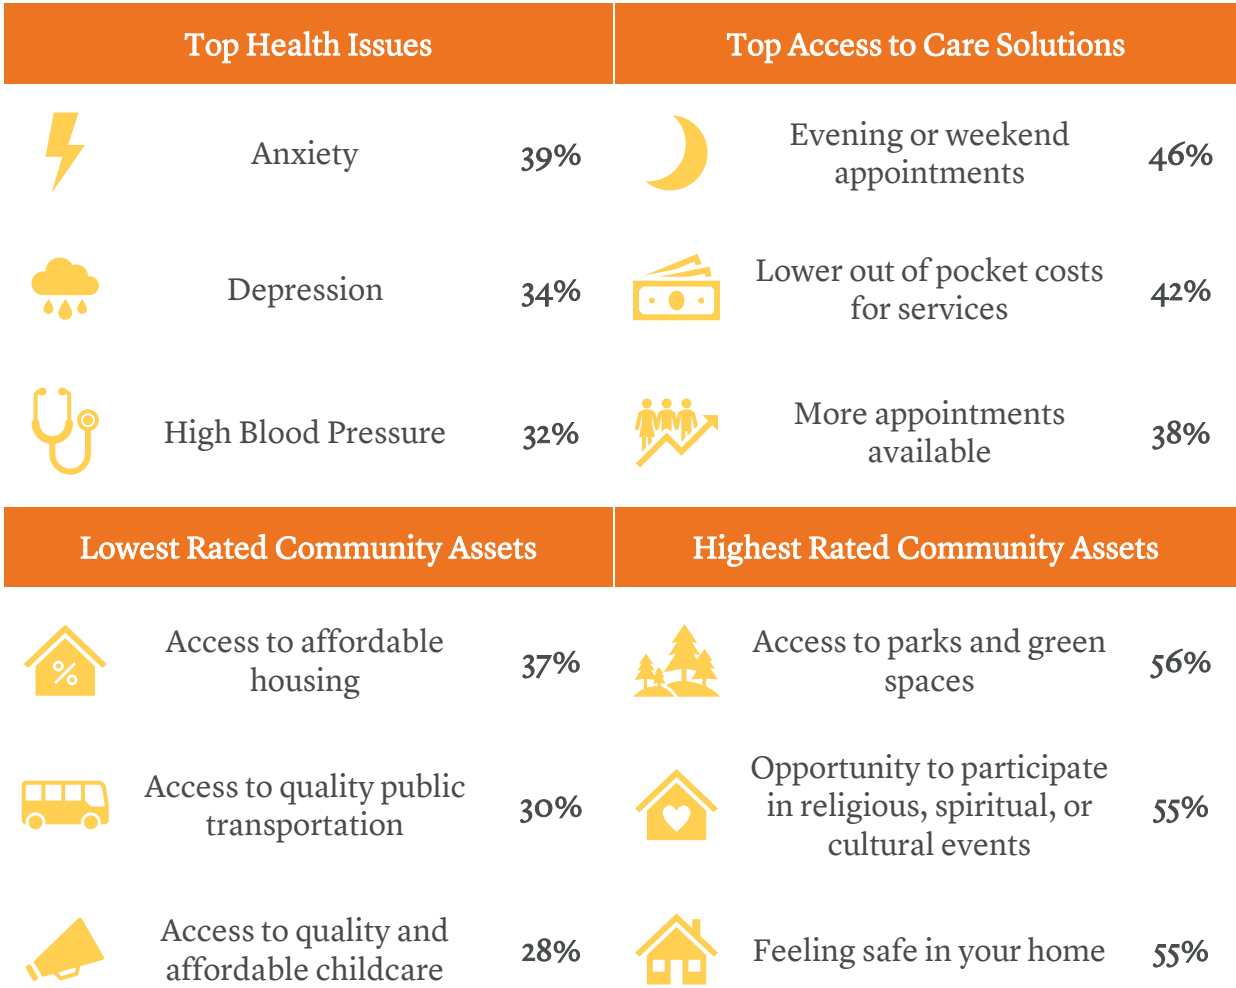 Top Health Issues
Top Access to Care Solutions
Anxiety 39%
Evening or weekend
appointments
46%
Depression 34%
Lower out of pocket costs
for services
42%
High Blood Pressure 32%
More appointments
available
38%
Lowest Rated Community Assets
Highest Rated Community Assets
Access to affordable
housing
37%
Access to parks and green
spaces
56%
Access to quality public
transportation
30%
Opportunity to participate
in religious, spiritual, or
cultural events
55%
Access to quality and
affordable childcare
28%
Feeling safe in your home 55%
%